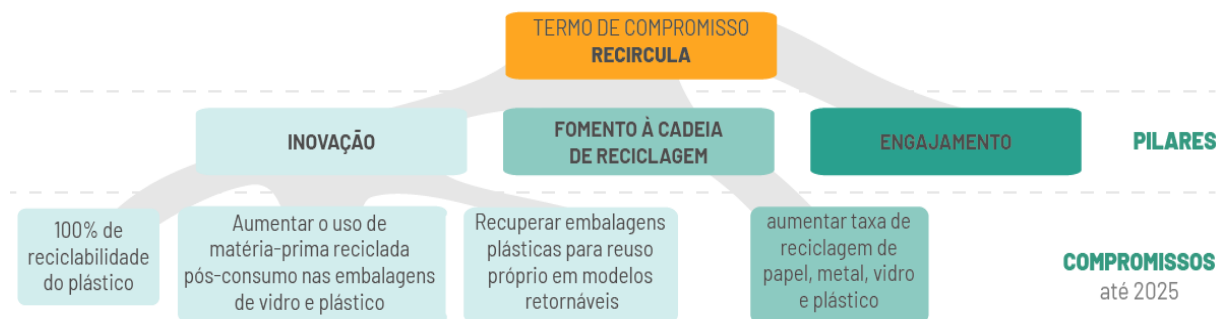 TERMO DE COMPROMISSO
RECIRCULA
INOVAÇÃO
FOMENTO À CADEIA
DE RECICLAGEM
ENGAJAMENTO
PILARES
100% de
reciclabilidade
do plástico
Aumentar o uso de
matéria-prima reciclada
pós-consumo nas embalagens
de vidro e plástico
Recuperar embalagens
plásticas para reuso
próprio em modelos
retornáveis
aumentar taxa de
reciclagem de
papel, metal, vidro
e plástico
COMPROMISSOS
até 2025